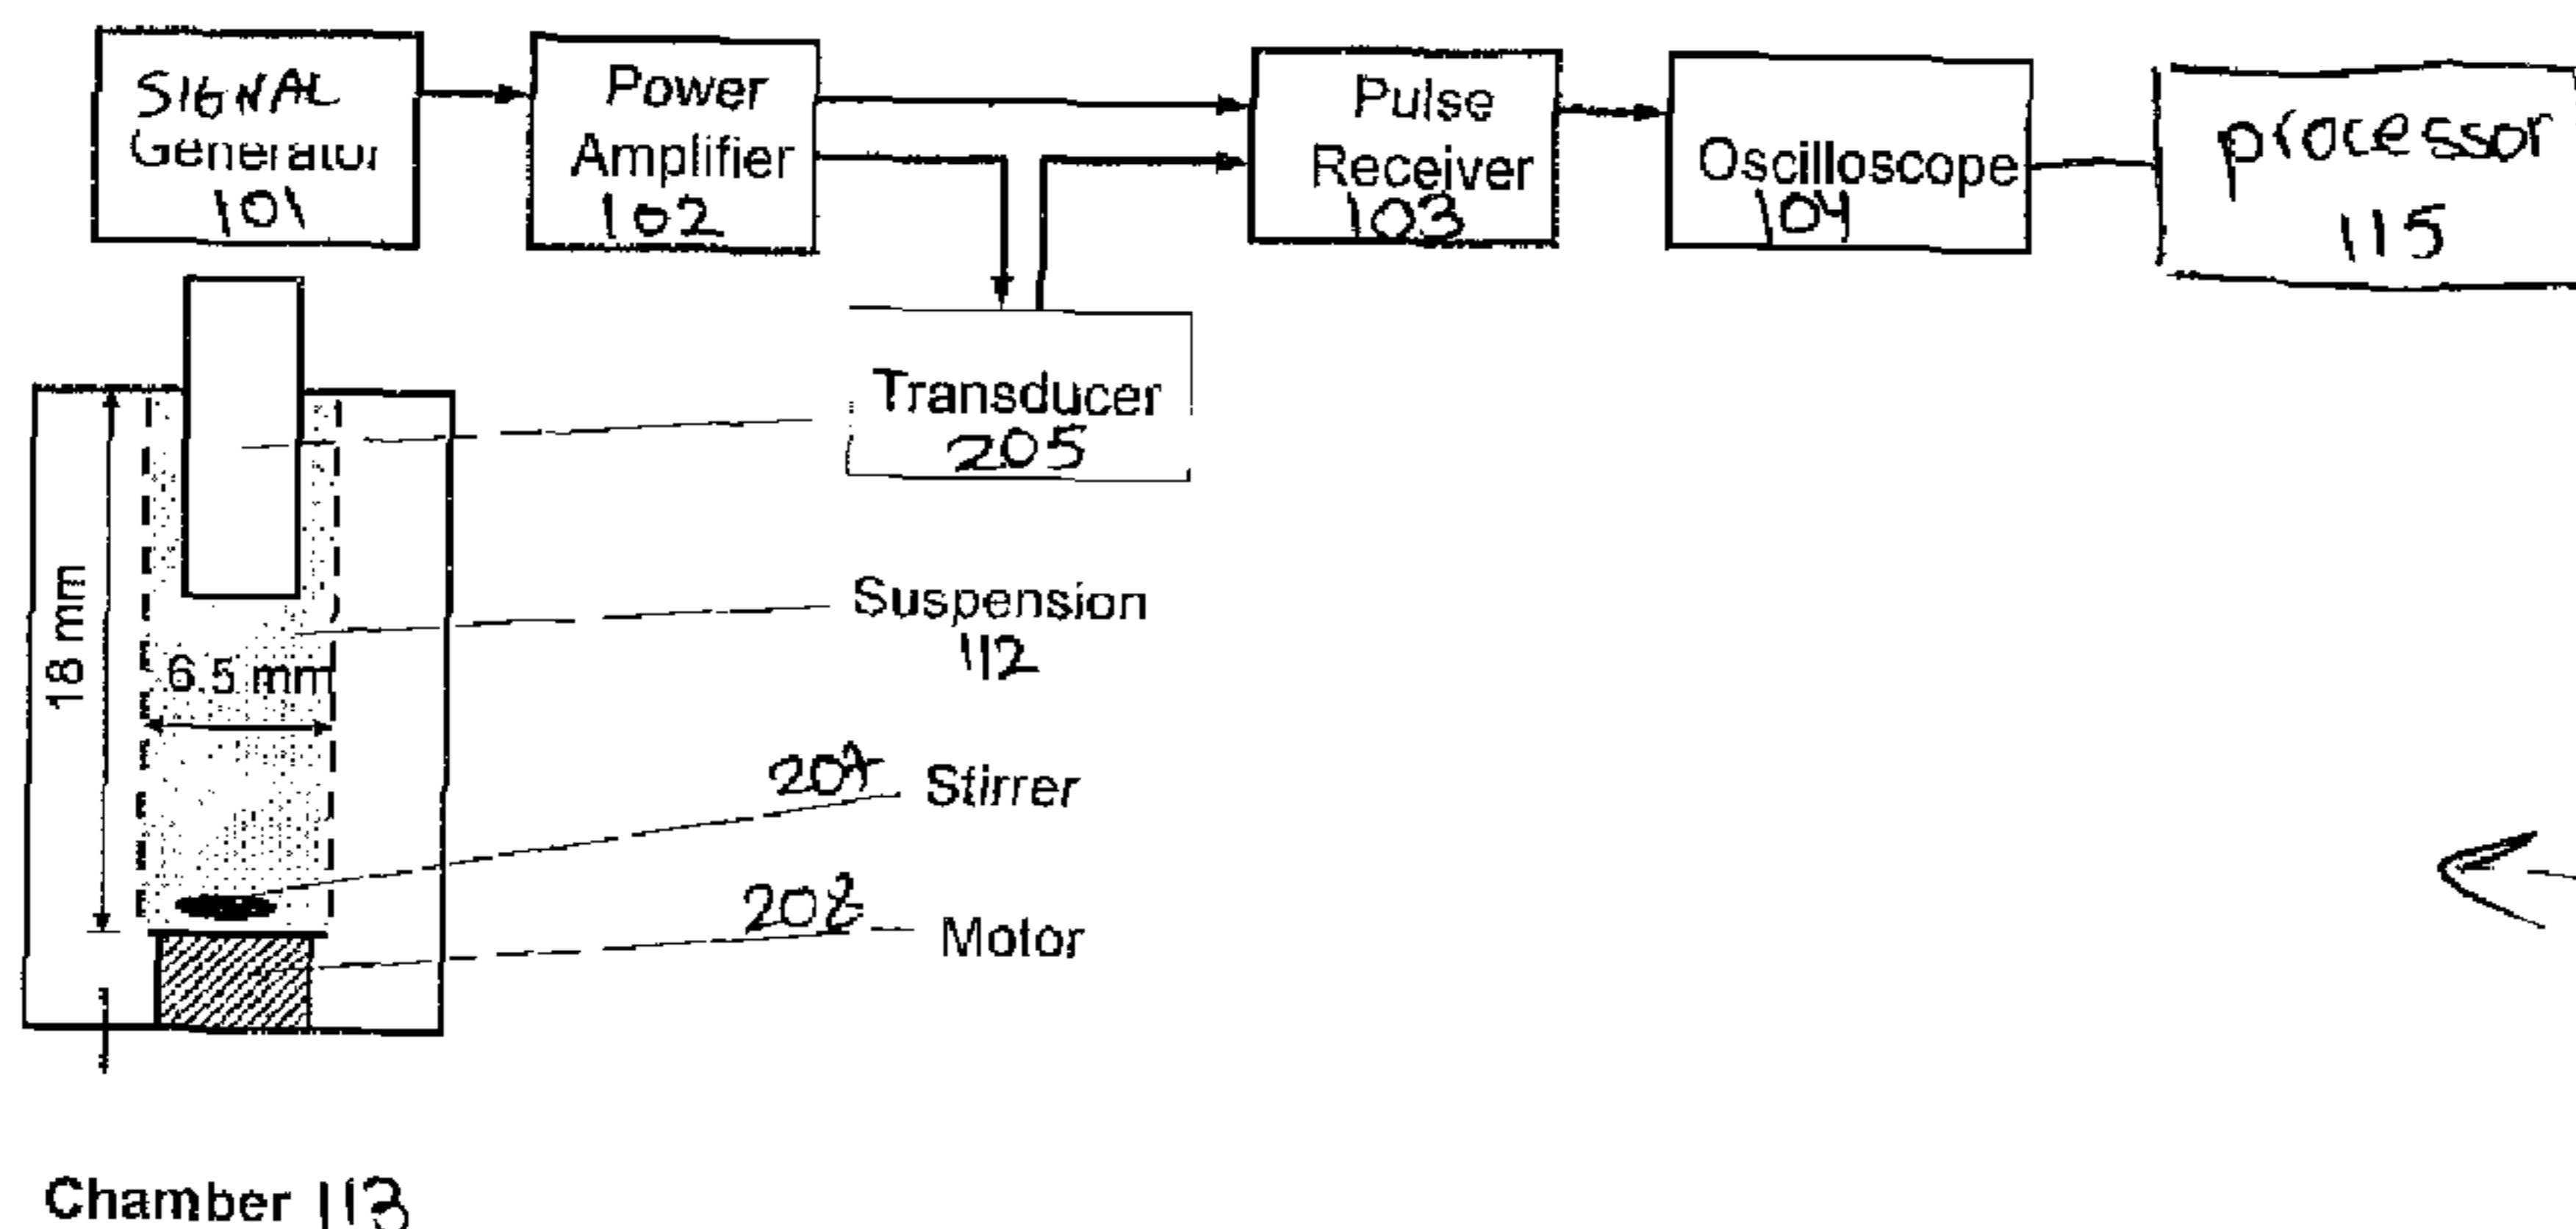 SIGNAL
Generator
101
Power
Amplifier
102
Pulse
Receiver
103
Oscilloscope
104
processor
115
Transducer
205
18 mm
6.5 mm
Suspension
112
Stirrer
208
Motor
Chamber 113